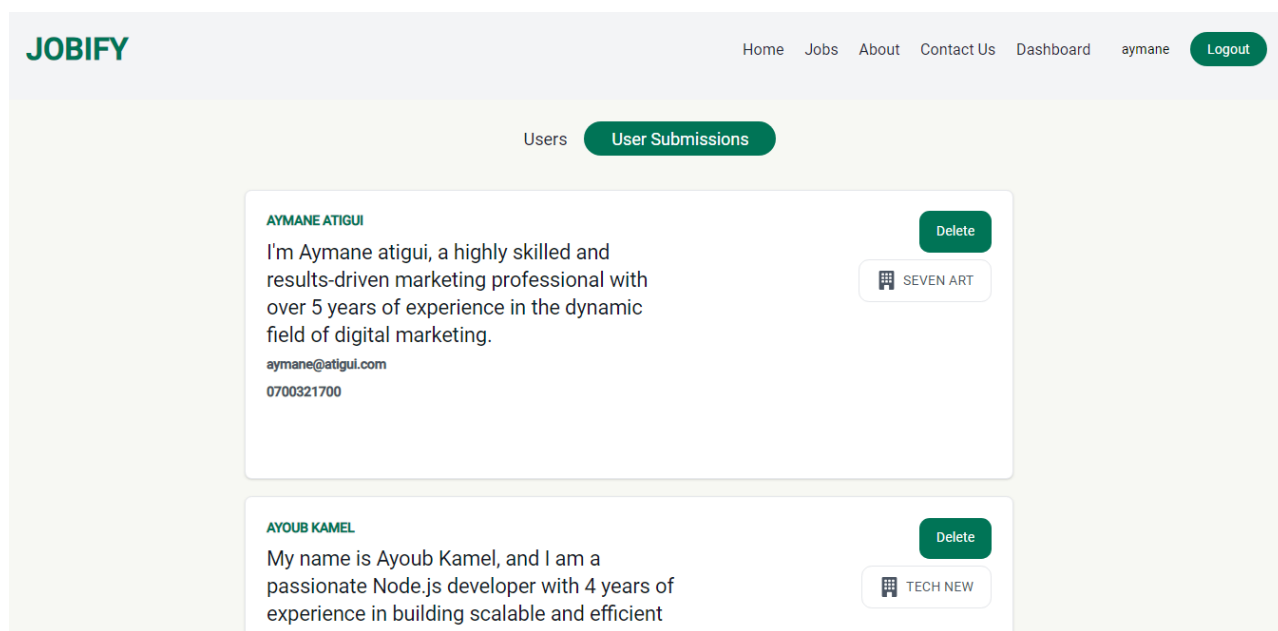 JOBIFY
Home Jobs About Contact Us Dashboard aymane Logout
Users User Submissions
AYMANE ATIGUI
Delete
I'm Aymane atigui, a highly skilled and
results-driven marketing professional with
over 5 years of experience in the dynamic
field of digital marketing.
SEVEN ART
aymane@atigui.com
0700321700
AYOUB KAMEL
Delete
My name is Ayoub Kamel, and I am a
passionate Node.js developer with 4 years of
experience in building scalable and efficient
TECH NEW